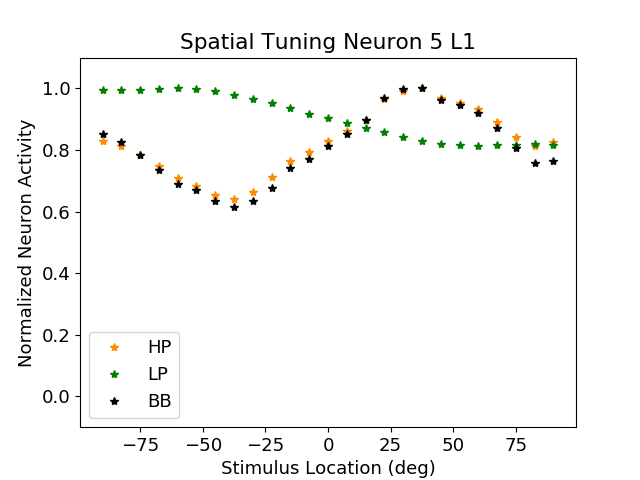 Spatial Tuning Neuron 5 L1
Normalized Neuron Activity
1.0
0.8
0.6
0.4
0.2
0.0
HP
LP
BB
−75
−50
−25
0
25
50
75
Stimulus Location (deg)